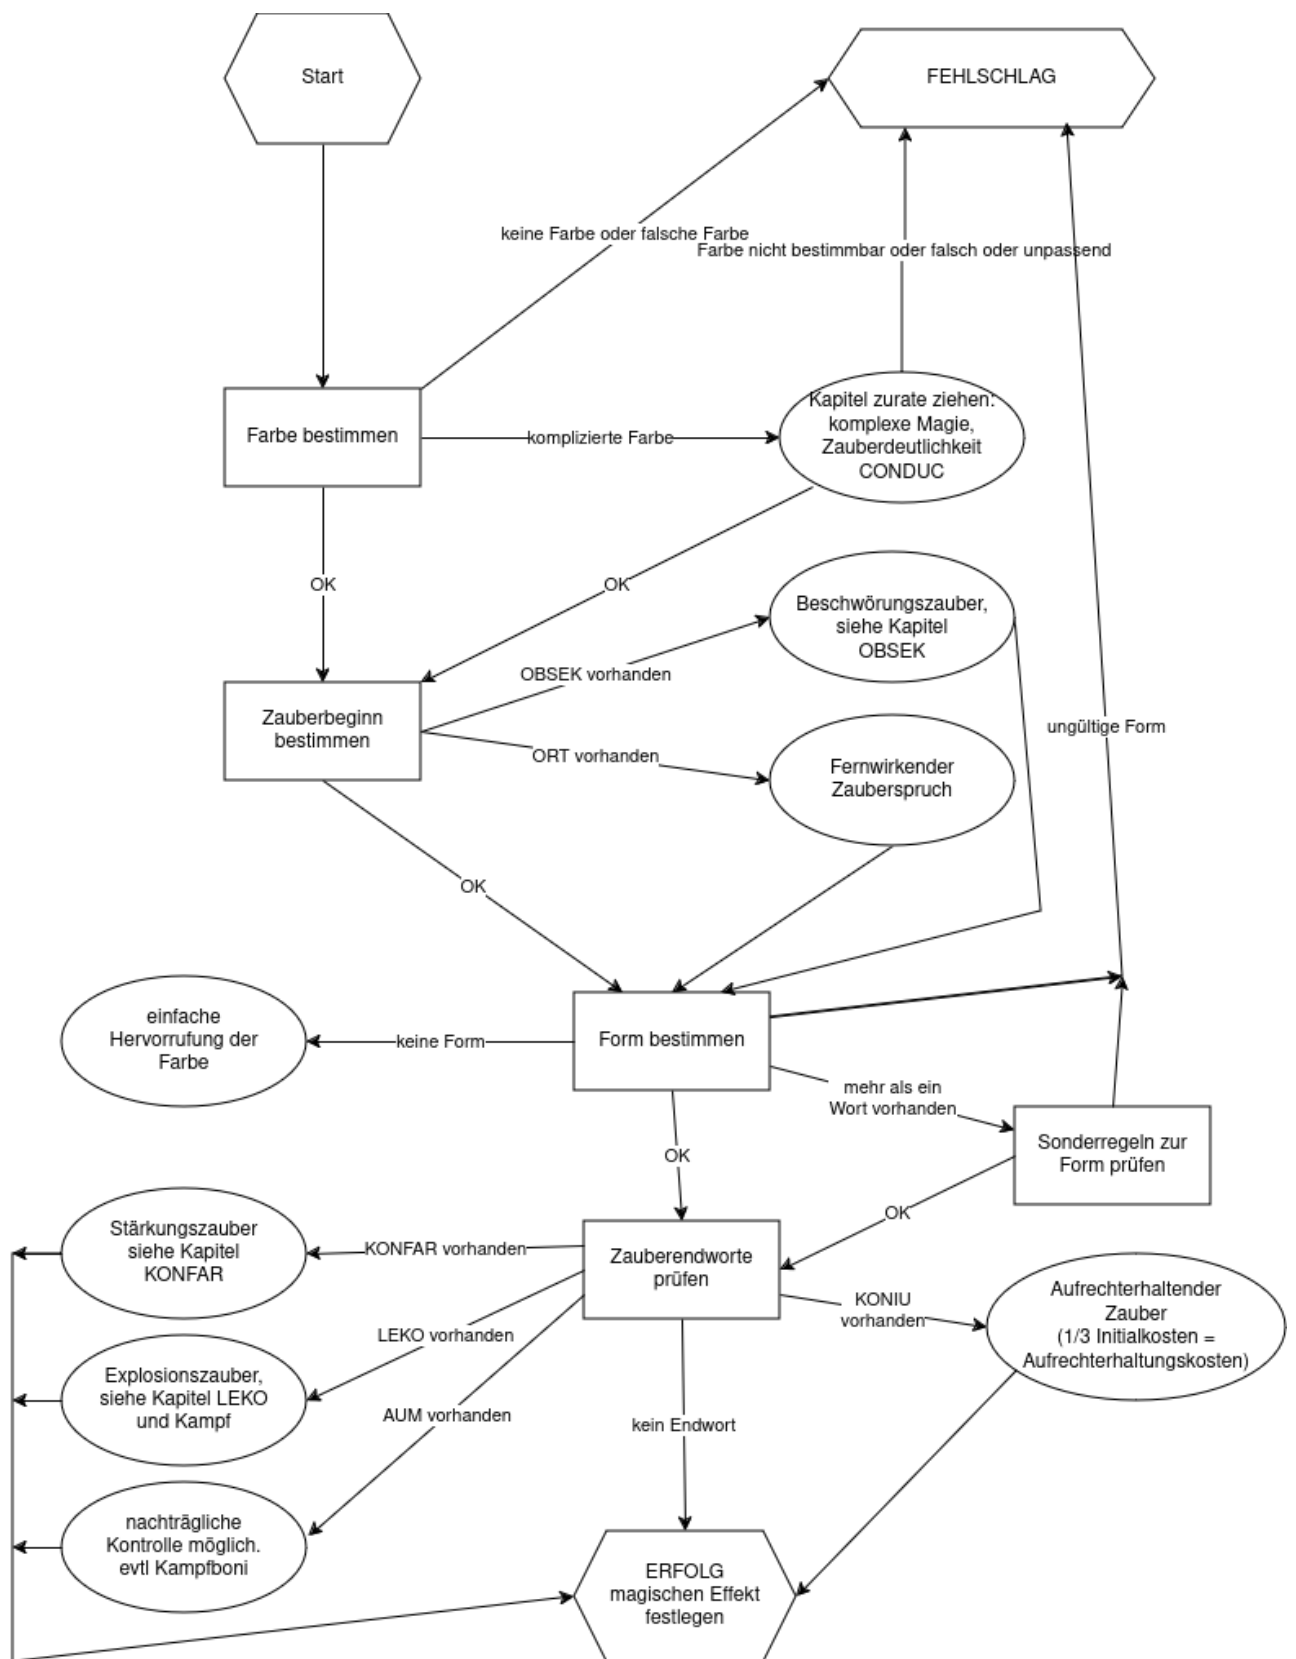 Start
FEHLSCHLAG
keine Farbe oder falsche Farbe
Farbe nicht bestimmbar oder falsch oder unpassend
Farbe bestimmen
komplizierte Farbe
Kapitel zurate ziehen:
komplexe Magie,
Zauberdeutlichkeit
CONDUC
OK
OK
Beschwörungszauber,
siehe Kapitel
OBSEK
OBSEK vorhanden
Zauberbeginn
bestimmen
ORT vorhanden
Fernwirkender
Zauberspruch
ungültige Form
OK
einfache
Hervorrufung der
Farbe
keine Form
Form bestimmen
mehr als ein
Wort vorhanden
Sonderregeln zur
Form prüfen
OK
OK
Stärkungszauber
siehe Kapitel
KONFAR
KONFAR vorhanden
Zauberendworte
prüfen
KONIU
vorhanden
Aufrechterhaltender
Zauber
(1/3 Initialkosten =
Aufrechterhaltungskosten)
LEKO vorhanden
Explosionszauber,
siehe Kapitel LEKO
und Kampf
AUM vorhanden
kein Endwort
nachträgliche
Kontrolle möglich.
evtl Kampfboni
ERFOLG
magischen Effekt
festlegen